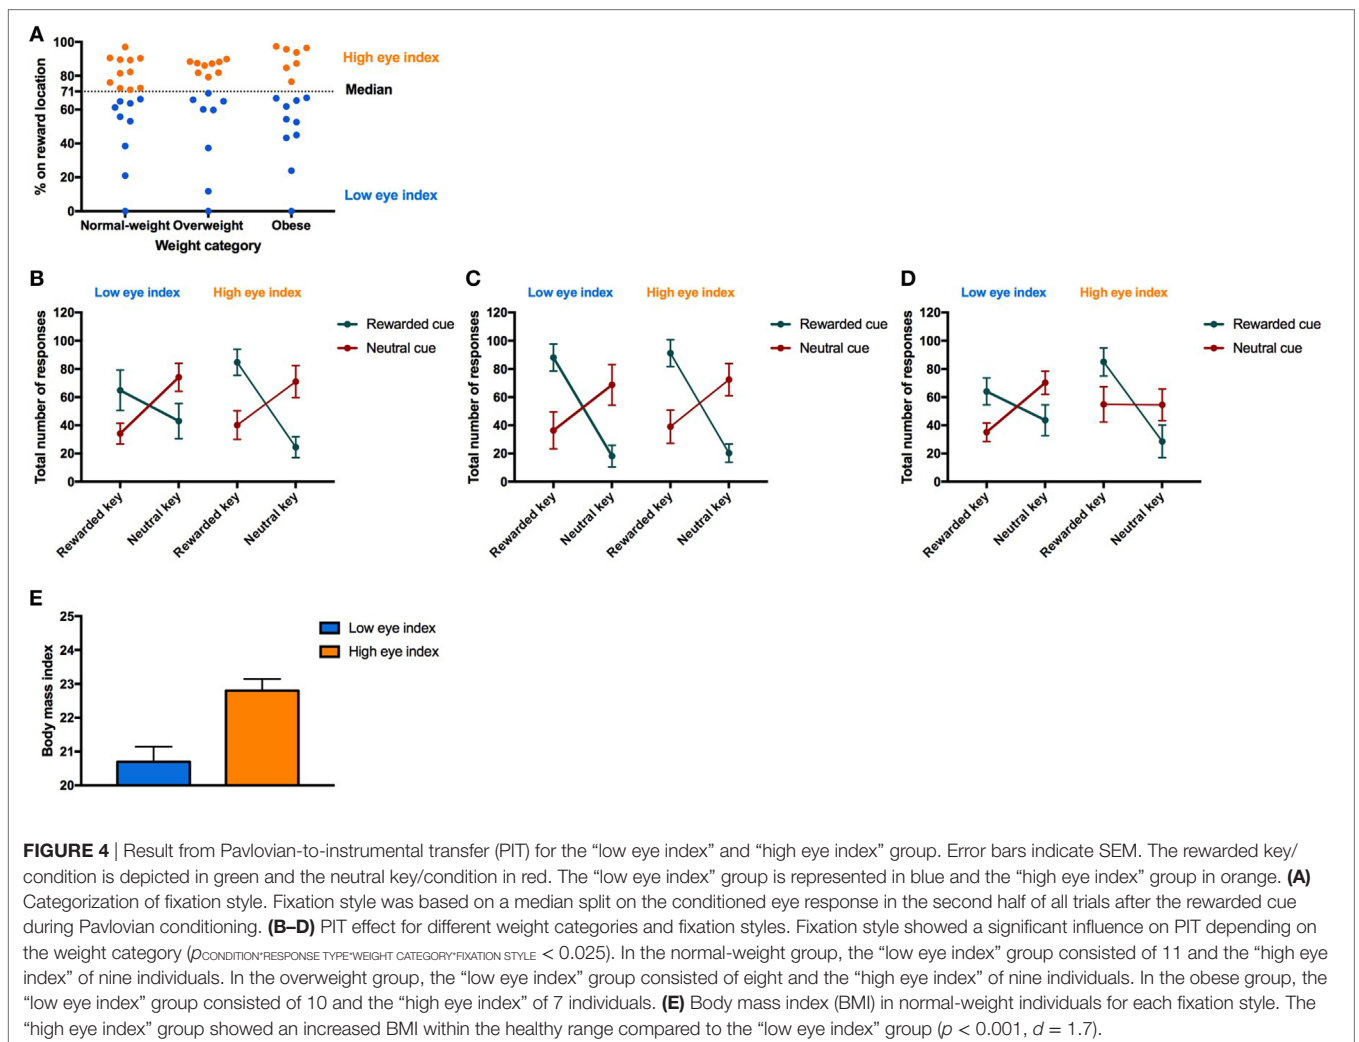 A
100
80
71
60
40
20
0
% on reward location
High eye index
Median
Low eye index
Normal-weight Overweight Obese
Weight category
B
Low eye index High eye index
120
100
80
60
40
20
0
Total number of responses
Rewarded cue
Neutral cue
Rewarded key
Neutral key
Rewarded key
Neutral key
C
Low eye index High eye index
120
100
80
60
40
20
0
Total number of responses
Rewarded cue
Neutral cue
Rewarded key
Neutral key
Rewarded key
Neutral key
D
Low eye index High eye index
120
100
80
60
40
20
0
Total number of responses
Rewarded cue
Neutral cue
Rewarded key
Neutral key
Rewarded key
Neutral key
E
25
24
23
22
21
20
Body mass index
Low eye index
High eye index
FIGURE 4 | Result from Pavlovian-to-instrumental transfer (PIT) for the “low eye index” and “high eye index” group. Error bars indicate SEM. The rewarded key/
condition is depicted in green and the neutral key/condition in red. The “low eye index” group is represented in blue and the “high eye index” group in orange. (A)
Categorization of fixation style. Fixation style was based on a median split on the conditioned eye response in the second half of all trials after the rewarded cue
during Pavlovian conditioning. (B–D) PIT effect for different weight categories and fixation styles. Fixation style showed a significant influence on PIT depending on
the weight category (pCONDITION*RESPONSE TYPE*WEIGHT CATEGORY*FIXATION STYLE < 0.025). In the normal-weight group, the “low eye index” group consisted of 11 and the “high eye
index” of nine individuals. In the overweight group, the “low eye index” group consisted of eight and the “high eye index” of nine individuals. In the obese group, the
“low eye index” group consisted of 10 and the “high eye index” of 7 individuals. (E) Body mass index (BMI) in normal-weight individuals for each fixation style. The
“high eye index” group showed an increased BMI within the healthy range compared to the “low eye index” group (p < 0.001, d = 1.7).